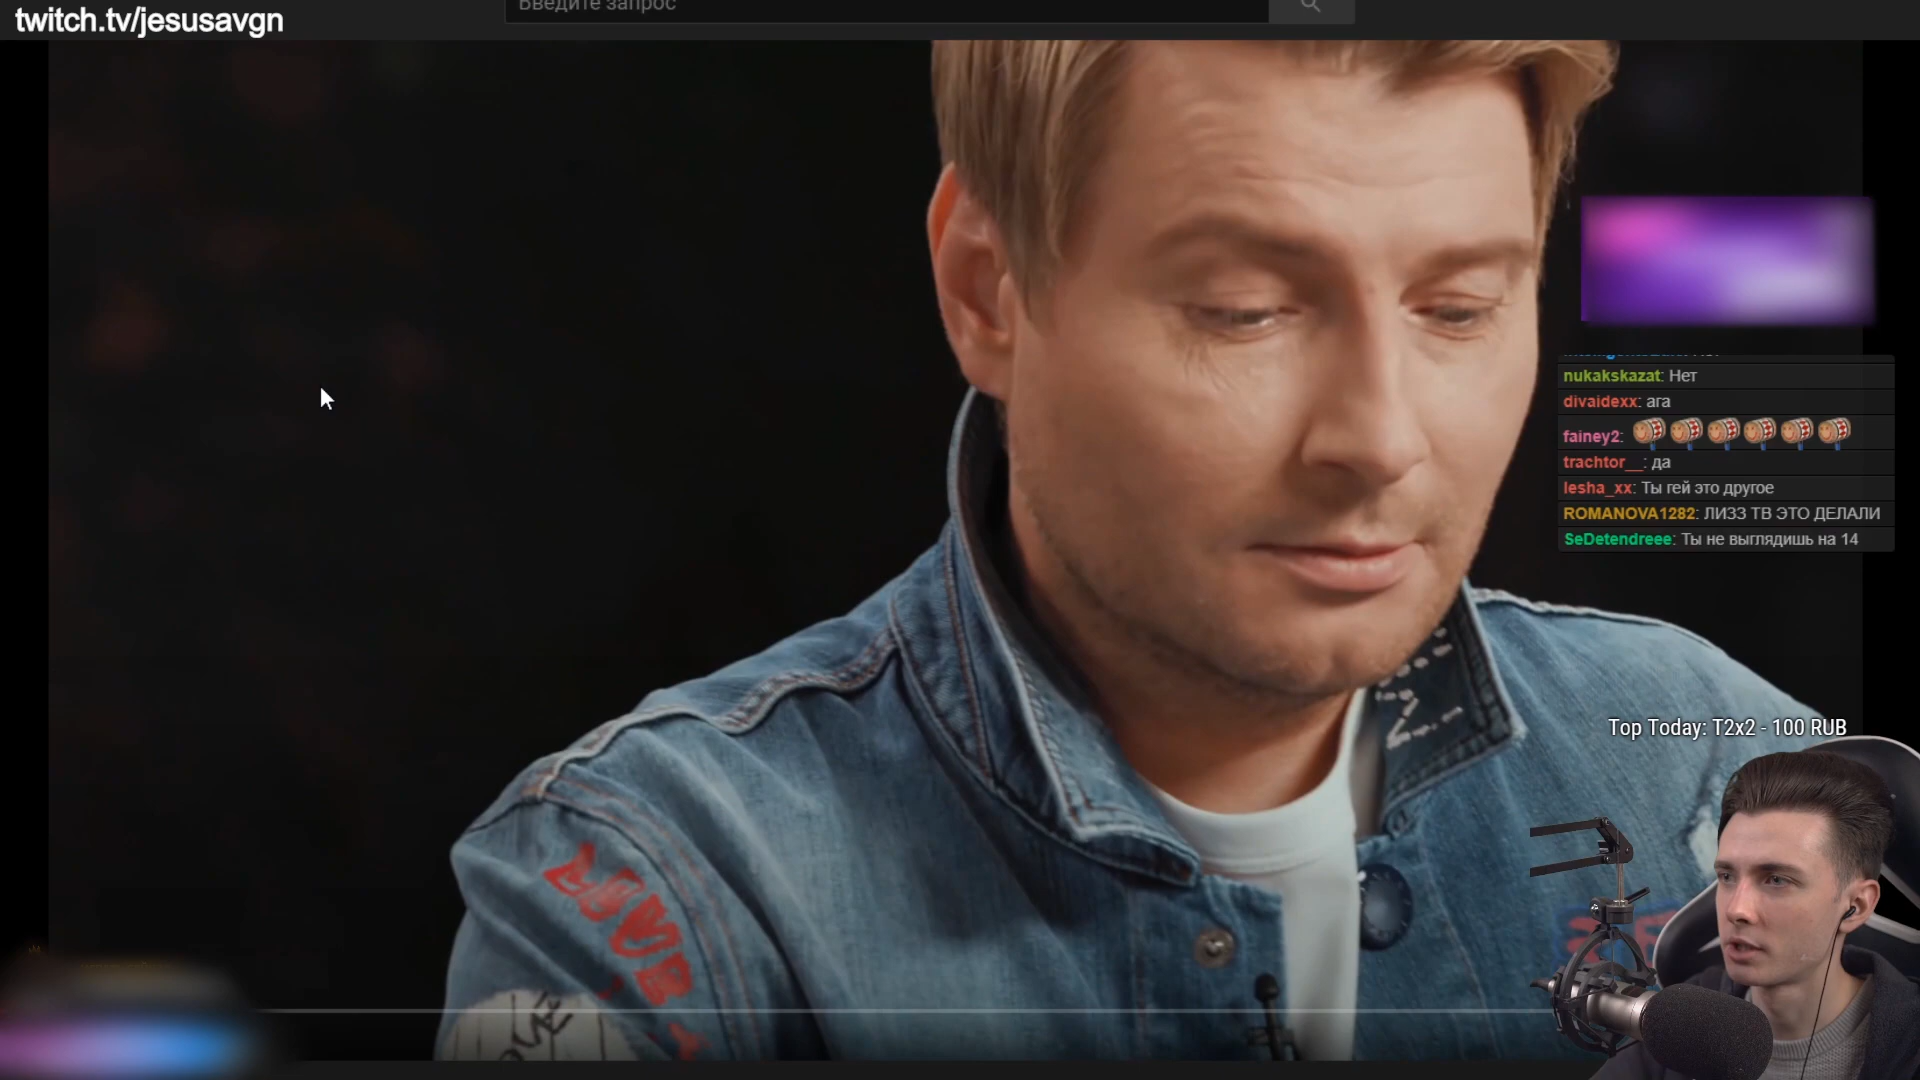 twitch.tv/jesusavgn
Введите запрос
nukakskazat: Нет
divaidexx: ага
fainey2:
trachtor__: да
lesha_xx: Ты гей это другое
ROMANOVA1282: ЛИЗЗ ТВ ЭТО ДЕЛАЛИ
SeDetendreee: Ты не выглядишь на 14
Top Today: T2x2 - 100 RUB